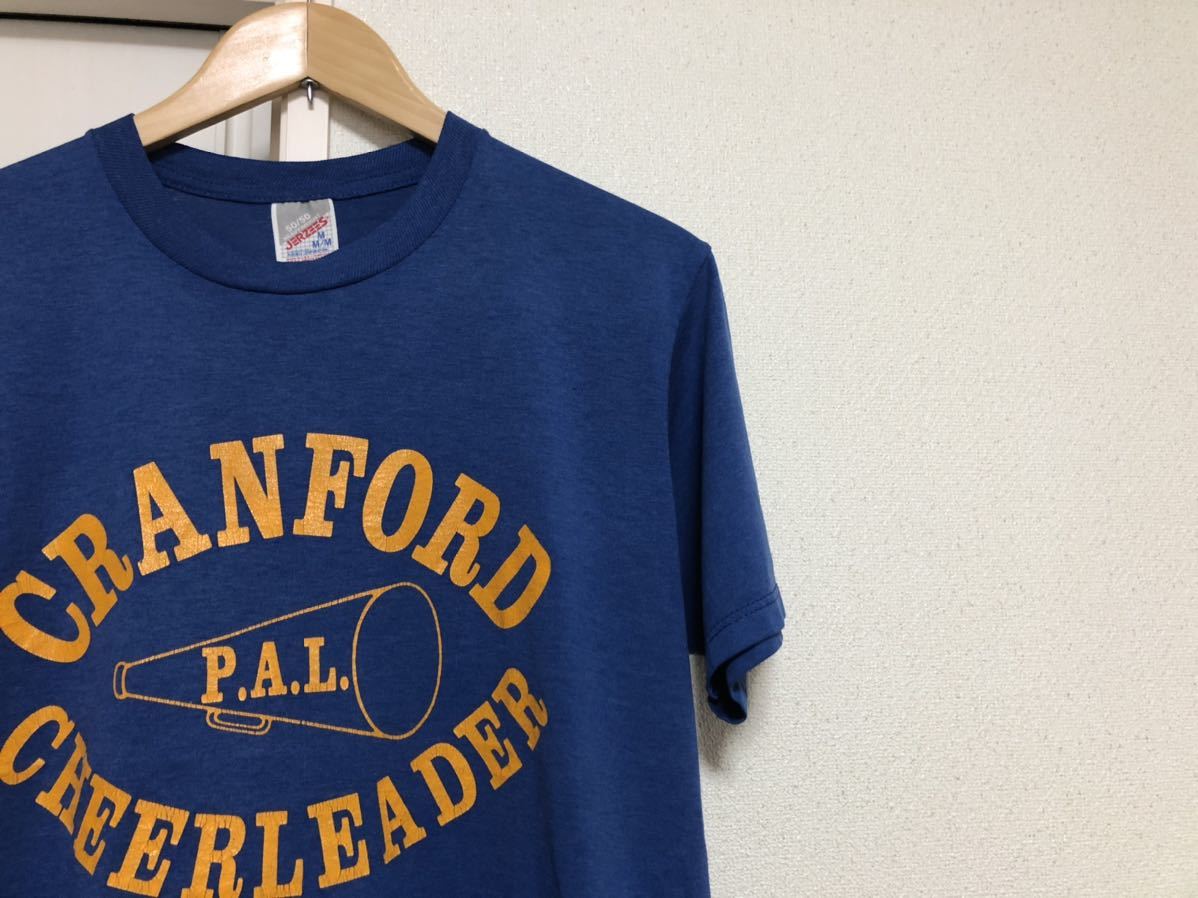 50/50
JERZEES
M
M/M
CRANFORD
P.A.L.
CHEERLEADER